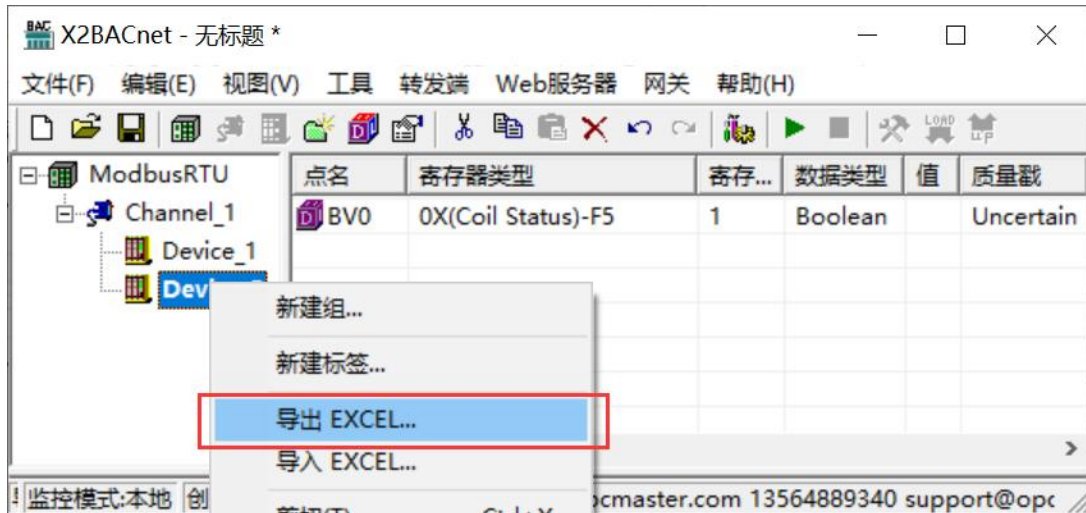 X2BACnet - 无标题 *
文件(F) 编辑(E) 视图(V) 工具 转发端 Web服务器 网关 帮助(H)
ModbusRTU
Channel_1
Device_1
Dev
点名 寄存器类型 寄存... 数据类型 值 质量戳
BV0 0X(Coil Status)-F5 1 Boolean Uncertain
新建组...
新建标签...
导出 EXCEL...
导入 EXCEL...
监控模式:本地 创
pcmaster.com 13564889340 support@opc